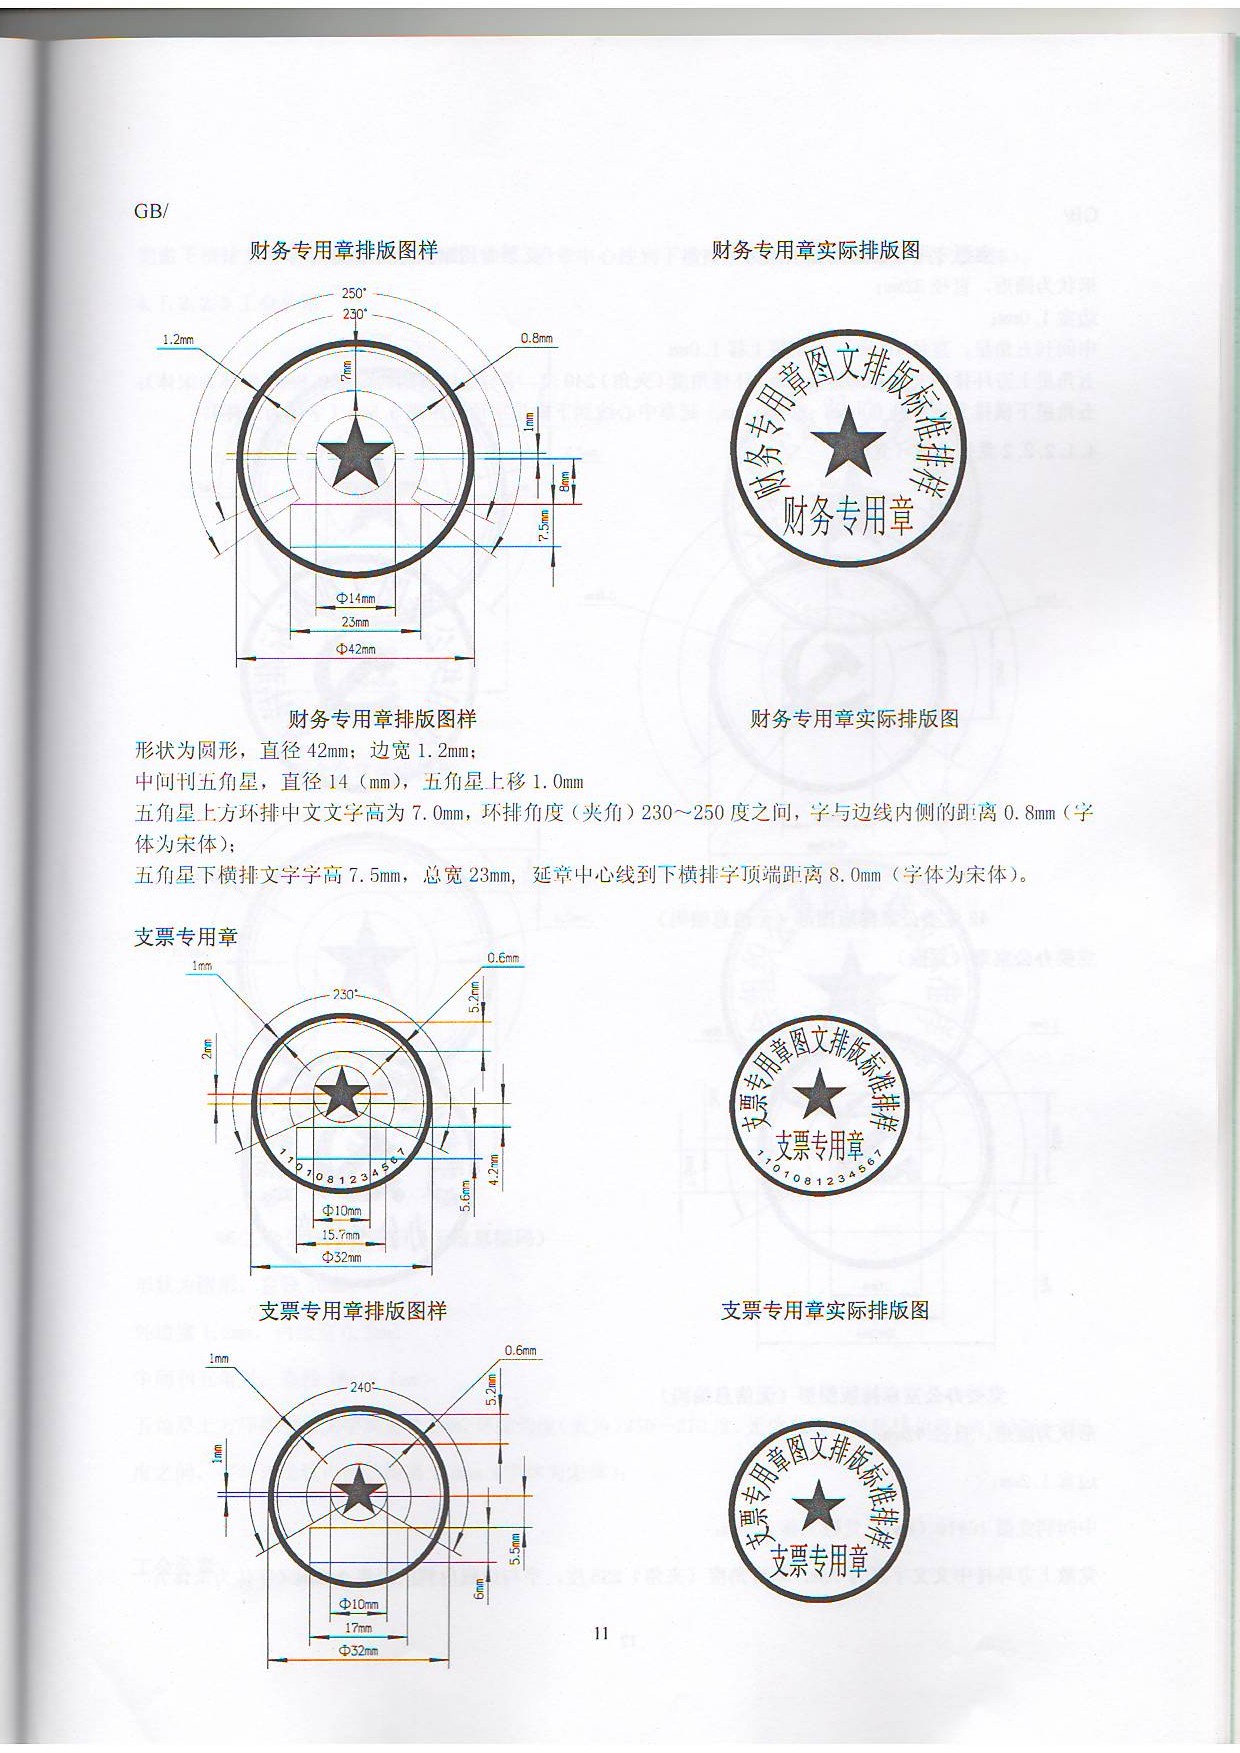 GB/
财务专用章排版图样 财务专用章实际排版图
250°
230°
1.2mm
0.8mm
7mm
1mm
8mm
7.5mm
Φ14mm
23mm
Φ42mm
财务专用章图文排版标准排样
财务专用章
财务专用章排版图样 财务专用章实际排版图
形状为圆形，直径42mm；边宽1.2mm；
中间刊五角星，直径14（mm），五角星上移1.0mm
五角星上方环排中文文字高为7.0mm，环排角度（夹角）230～250度之间，字与边线内侧的距离0.8mm（字
体为宋体）；
五角星下横排文字字高7.5mm，总宽23mm，延章中心线到下横排字顶端距离8.0mm（字体为宋体）。
支票专用章
1mm
0.6mm
230°
5.2mm
2mm
4.2mm
5.6mm
1101081234567
Φ10mm
15.7mm
Φ32mm
支票专用章图文排版标准排样
支票专用章
1101081234567
支票专用章排版图样 支票专用章实际排版图
1mm
0.6mm
240°
5.2mm
1mm
5.5mm
6mm
Φ10mm
17mm
Φ32mm
支票专用章图文排版标准排样
支票专用章
11